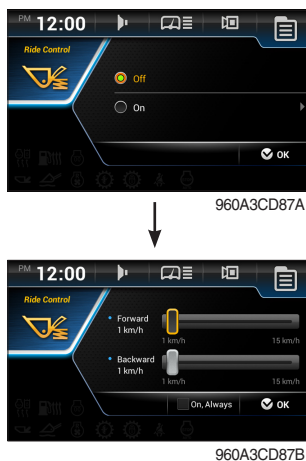 PM 12:00
Ride Control
Off
On
OK
960A3CD87A
PM 12:00
Ride Control
Forward
1 km/h
1 km/h 15 km/h
Backward
1 km/h
1 km/h 15 km/h
On, Always OK
960A3CD87B